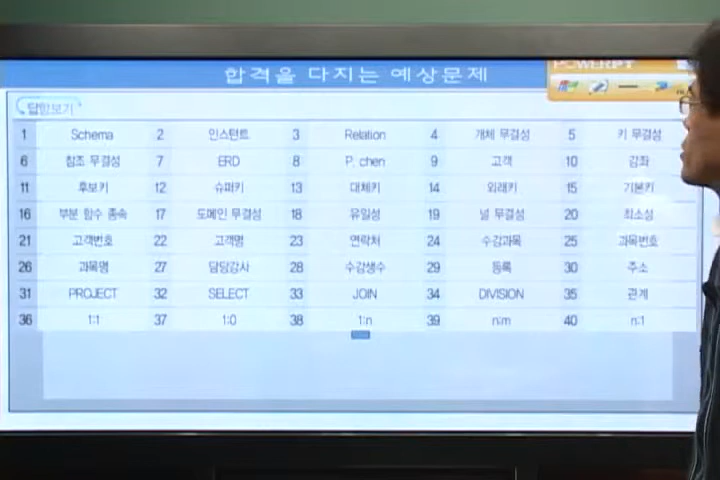 합격을 다지는 예상문제
POWERPT
답항보기
1 Schema 2 인스턴트 3 Relation 4 개체 무결성 5 키 무결성
6 참조 무결성 7 ERD 8 P. chen 9 고객 10 강좌
11 후보키 12 슈퍼키 13 대체키 14 외래키 15 기본키
16 부분 함수 종속 17 도메인 무결성 18 유일성 19 널 무결성 20 최소성
21 고객번호 22 고객명 23 연락처 24 수강과목 25 과목번호
26 과목명 27 담당강사 28 수강생수 29 등록 30 주소
31 PROJECT 32 SELECT 33 JOIN 34 DIVISION 35 관계
36 1:1 37 1:0 38 1:n 39 n:m 40 n:1